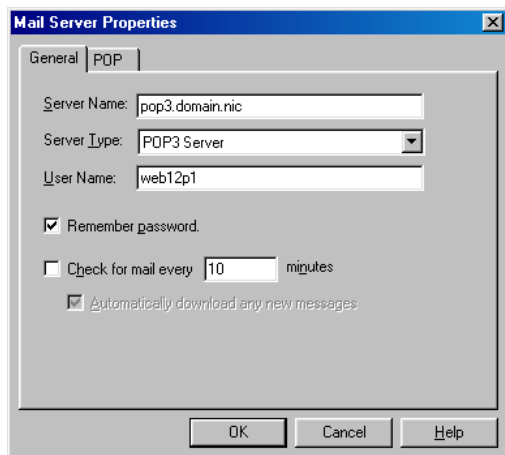 Mail Server Properties
General POP
Server Name: pop3.domain.nic
Server Type: POP3 Server
User Name: web12p1
Remember password.
Check for mail every 10 minutes
Automatically download any new messages
OK Cancel Help